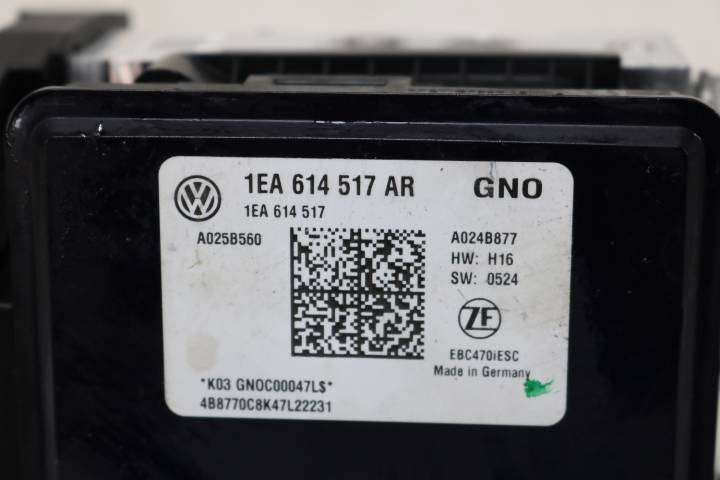 1EA 614 517 AR GNO
1EA 614 517
A025B560 A024B877
HW: H16
SW: 0524
ZF
EBC470iESC
Made in Germany
*K03 GNOC00047L$*
4B8770C8K47L22231